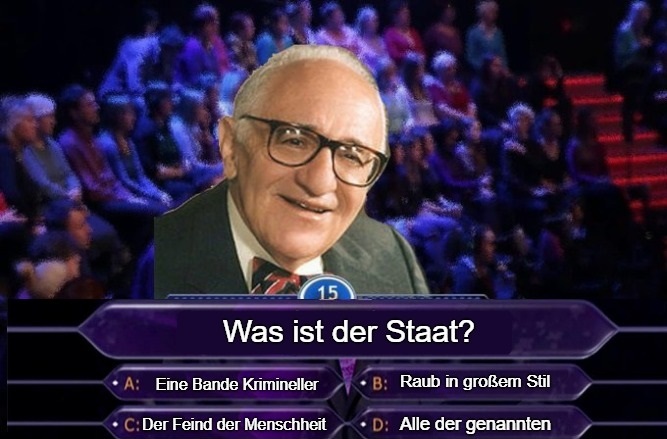 15
Was ist der Staat?
A: Eine Bande Krimineller
B: Raub in großem Stil
C: Der Feind der Menschheit
D: Alle der genannten